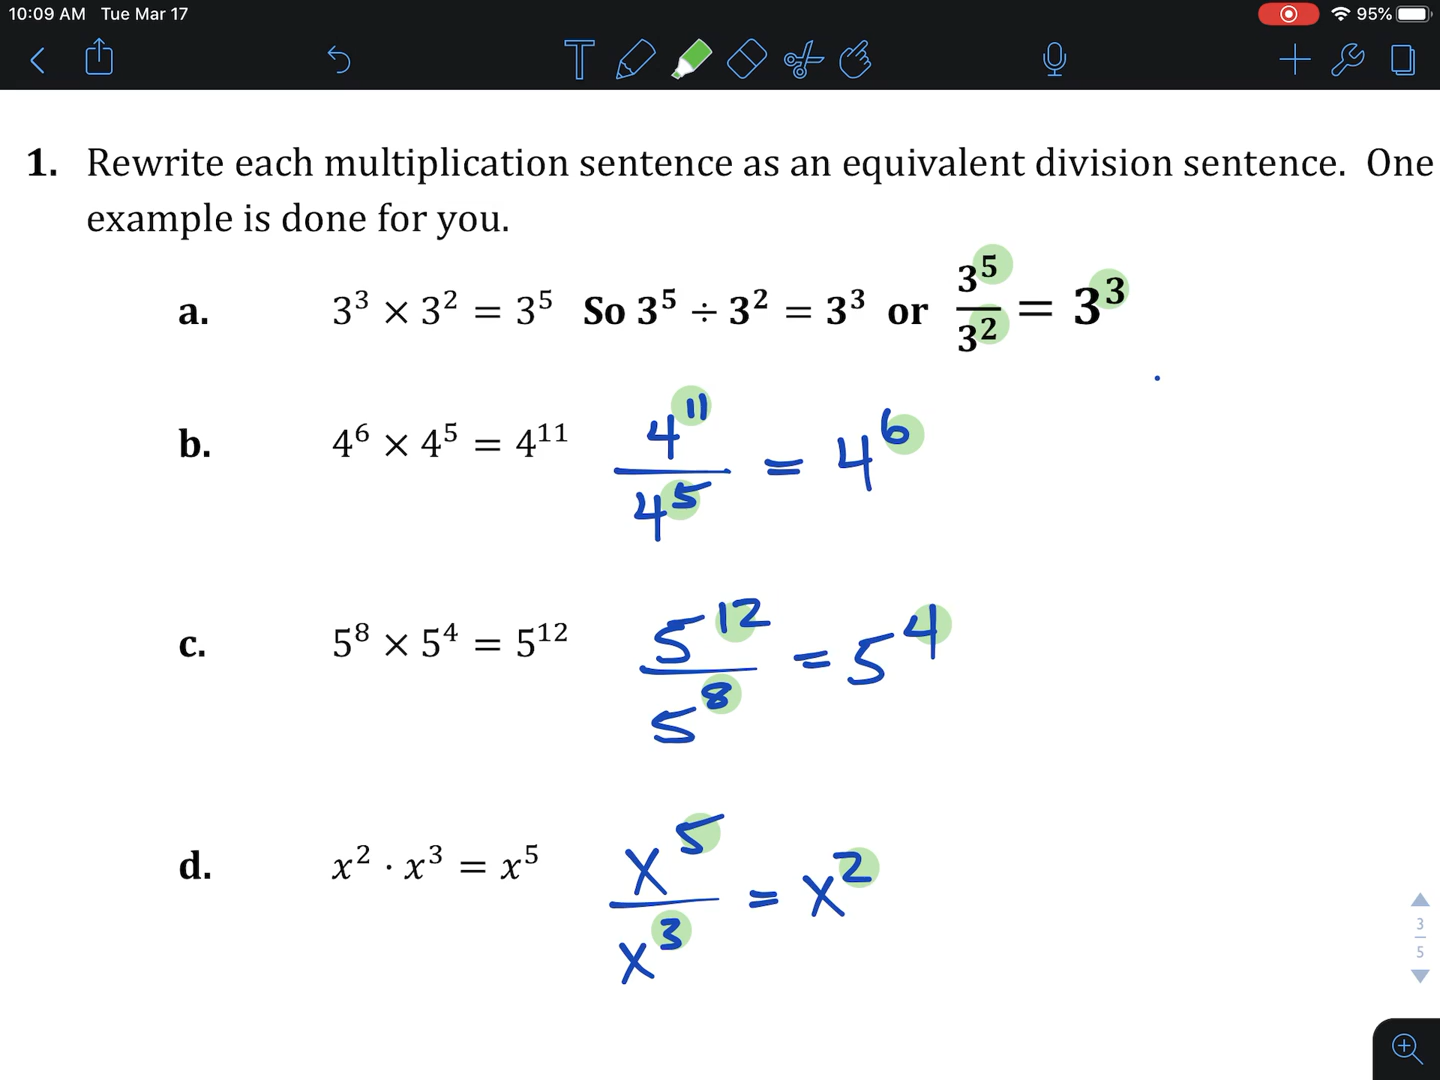 10:09 AM Tue Mar 17 95%
1. Rewrite each multiplication sentence as an equivalent division sentence. One
example is done for you.
a. 3³ × 3² = 3⁵ So 3⁵ ÷ 3² = 3³ or 3⁵/3² = 3³
b. 4⁶ × 4⁵ = 4¹¹ 4¹¹/4⁵ = 4⁶
c. 5⁸ × 5⁴ = 5¹² 5¹²/5⁸ = 5⁴
d. x² · x³ = x⁵ x⁵/x³ = x²
3
5